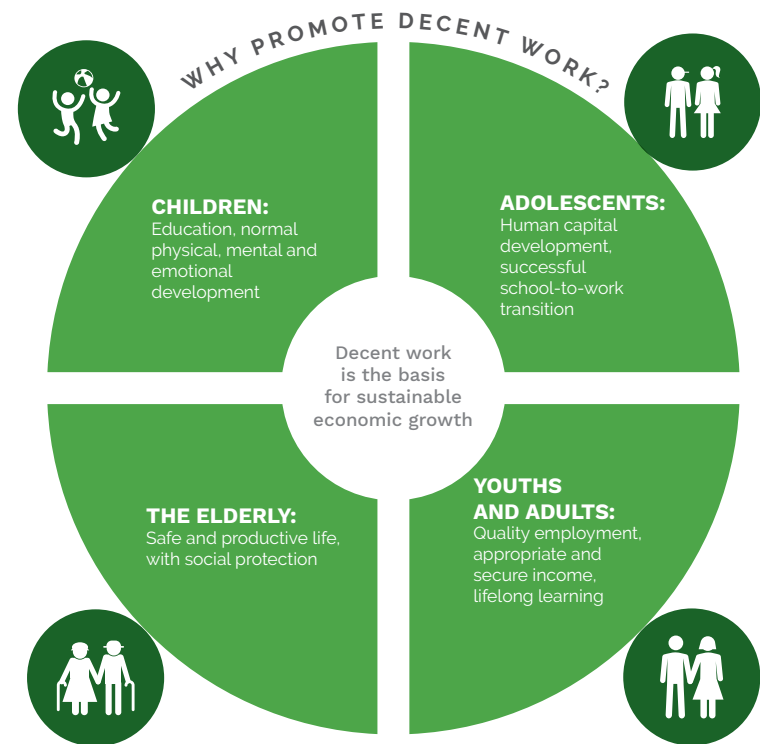 WHY PROMOTE DECENT WORK?
CHILDREN:
Education, normal
physical, mental and
emotional
development
ADOLESCENTS:
Human capital
development,
successful
school-to-work
transition
Decent work
is the basis
for sustainable
economic growth
THE ELDERLY:
Safe and productive life,
with social protection
YOUTHS
AND ADULTS:
Quality employment,
appropriate and
secure income,
lifelong learning